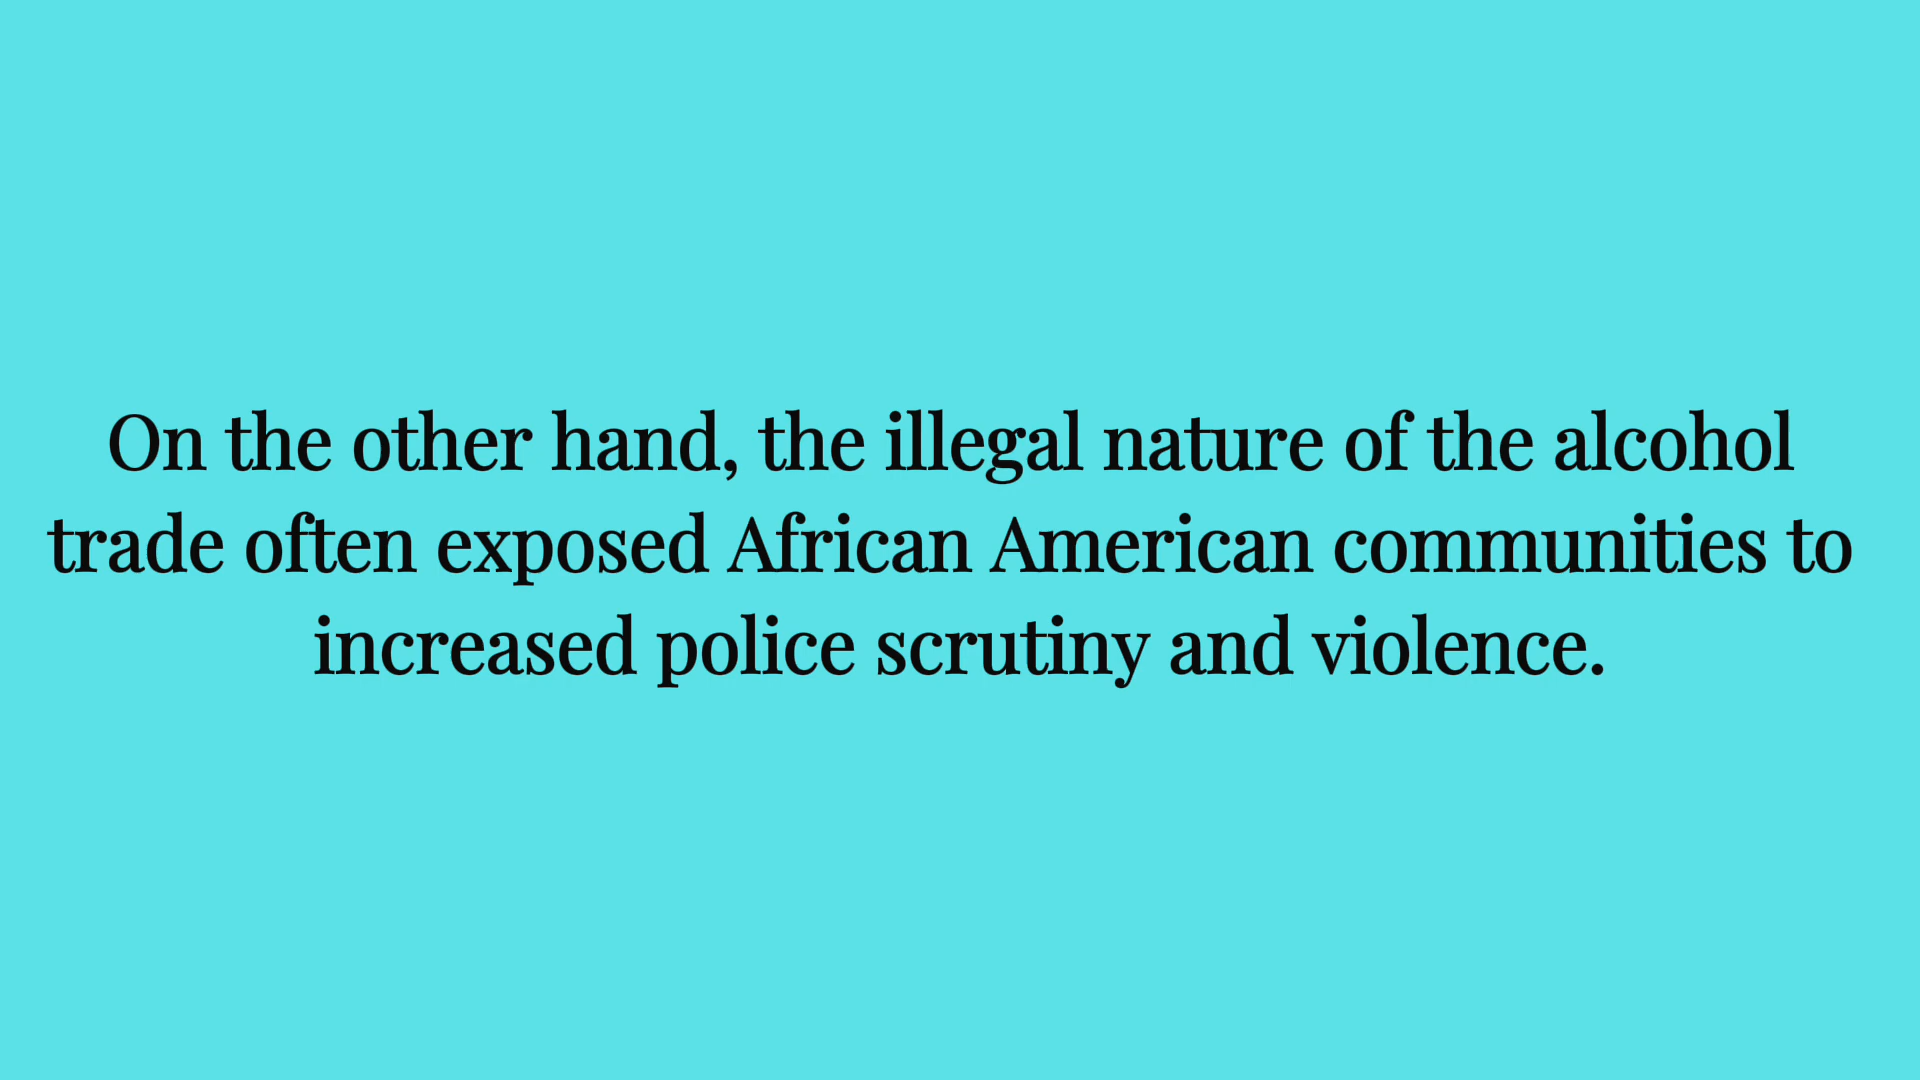 On the other hand, the illegal nature of the alcohol
trade often exposed African American communities to
increased police scrutiny and violence.